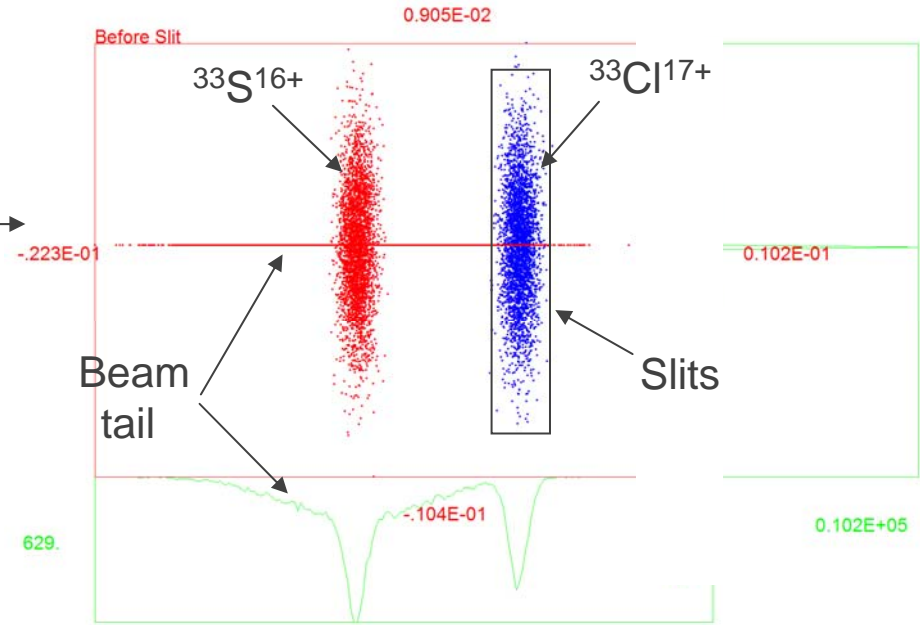 0.905E-02
Before Slit
³³S¹⁶⁺
³³Cl¹⁷⁺
-.223E-01
0.102E-01
Beam
tail
Slits
-.104E-01
629.
0.102E+05